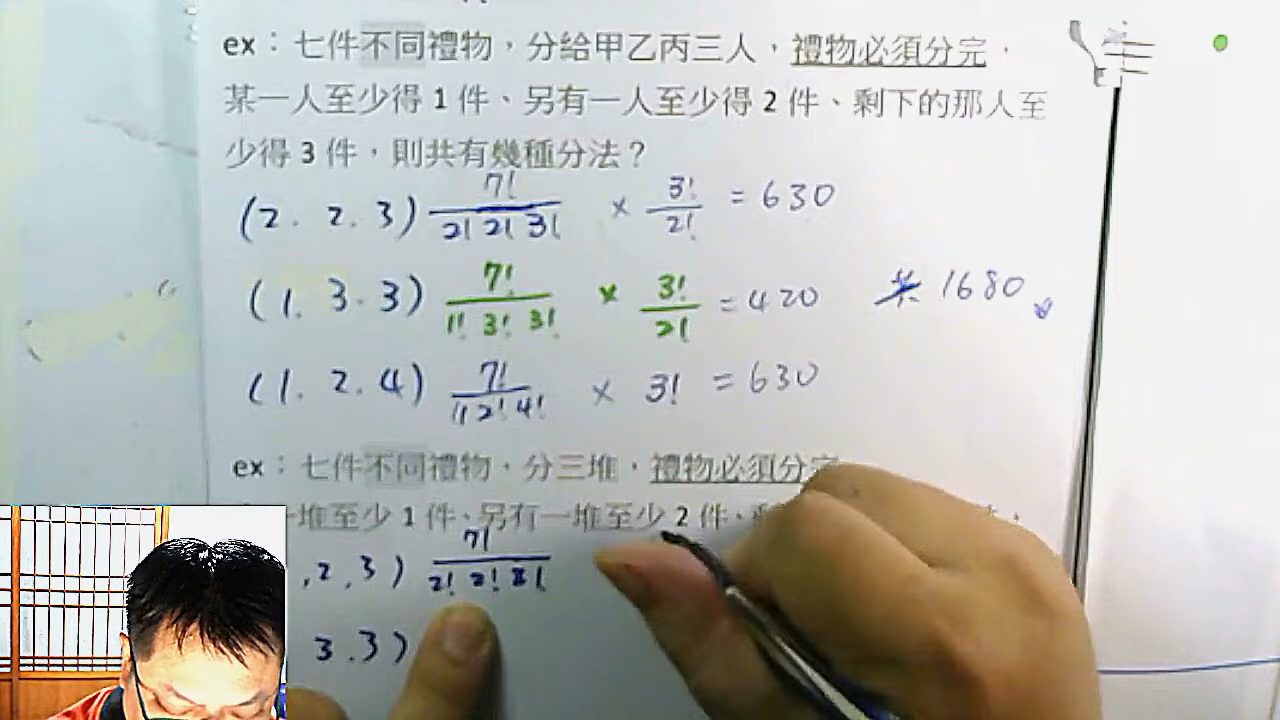 ex：七件不同禮物，分給甲乙丙三人，禮物必須分完，
某一人至少得 1 件、另有一人至少得 2 件、剩下的那人至
少得 3 件，則共有幾種分法？
(2. 2. 3) 7!/2! 2! 3! × 3!/2! = 630
(1. 3. 3) 7!/1! 3! 3! × 3!/2! = 420 共 1680
(1. 2. 4) 7!/1! 2! 4! × 3! = 630
ex：七件不同禮物，分三堆，禮物必須分完
一堆至少 1 件、另有一堆至少 2 件、
,2,3) 7!/2! 2! 3!
3.3)